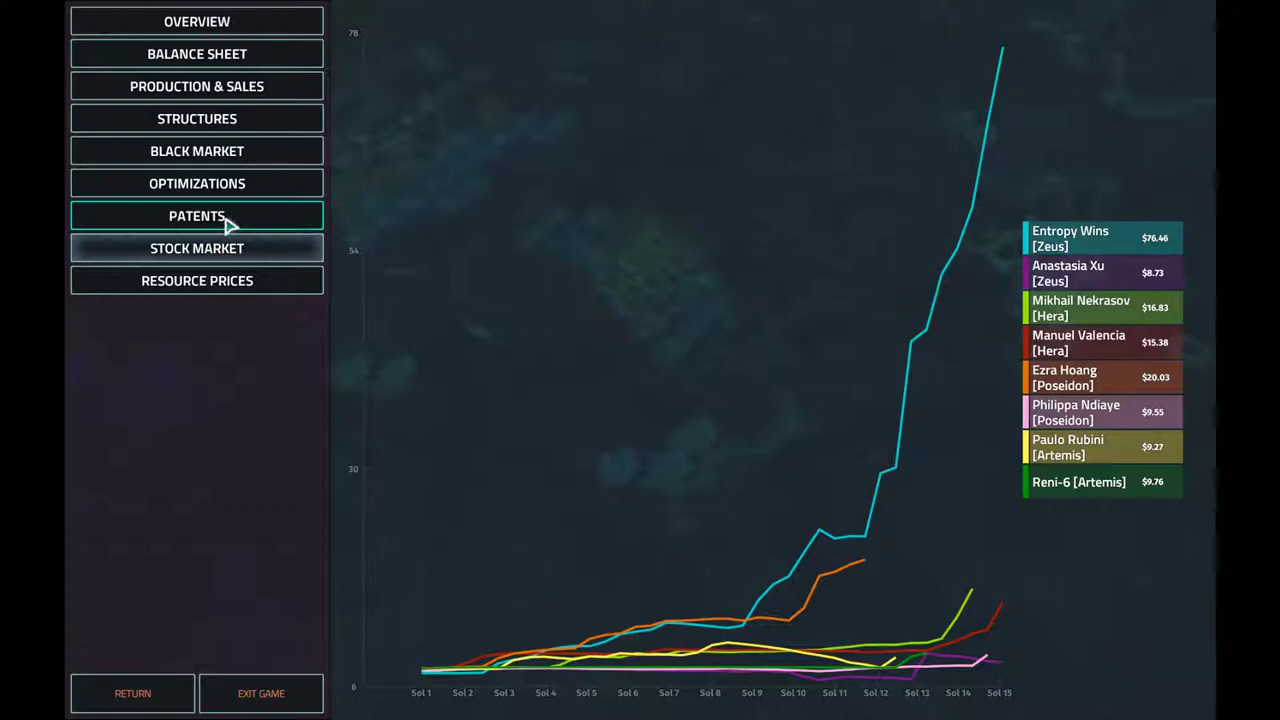 OVERVIEW
BALANCE SHEET
PRODUCTION & SALES
STRUCTURES
BLACK MARKET
OPTIMIZATIONS
PATENTS
STOCK MARKET
RESOURCE PRICES
RETURN
EXIT GAME
78
54
30
6
Sol 1
Sol 2
Sol 3
Sol 4
Sol 5
Sol 6
Sol 7
Sol 8
Sol 9
Sol 10
Sol 11
Sol 12
Sol 13
Sol 14
Sol 15
Entropy Wins
[Zeus]
$76.46
Anastasia Xu
[Zeus]
$8.73
Mikhail Nekrasov
[Hera]
$16.83
Manuel Valencia
[Hera]
$15.38
Ezra Hoang
[Poseidon]
$20.03
Philippa Ndiaye
[Poseidon]
$9.55
Paulo Rubini
[Artemis]
$9.27
Reni-6 [Artemis]
$9.76